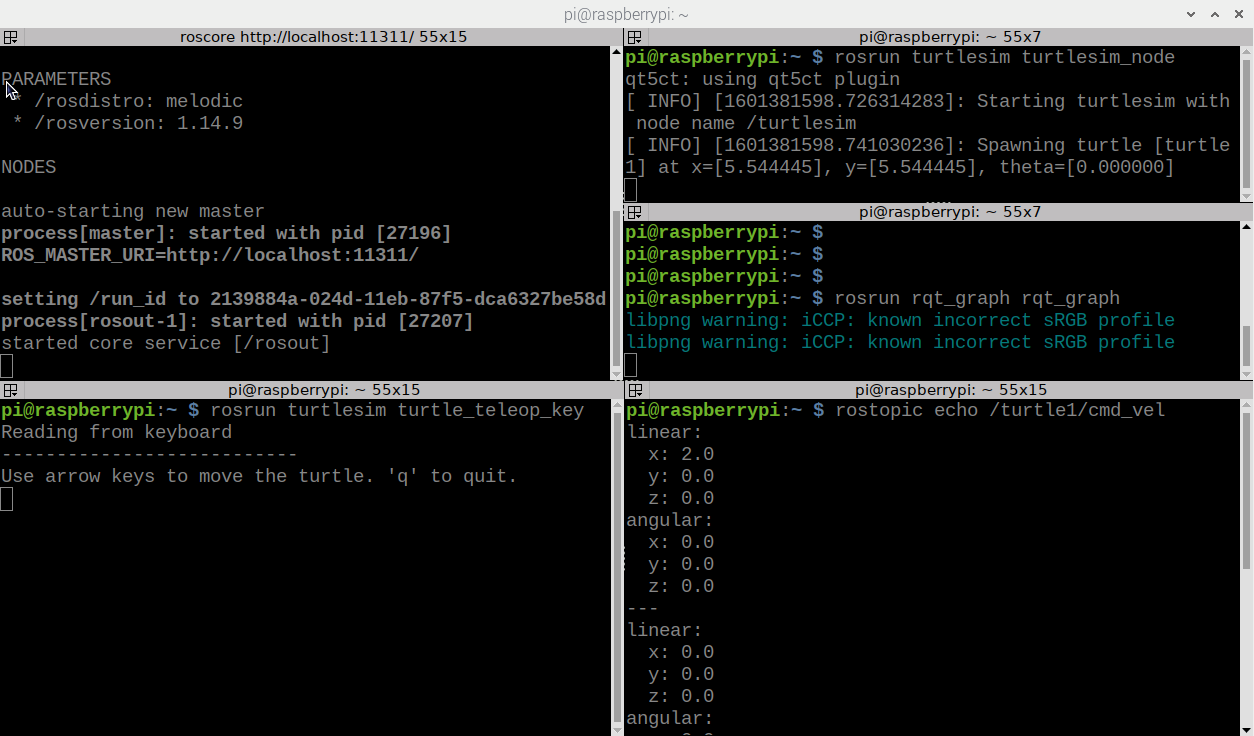 pi@raspberrypi: ~
roscore http://localhost:11311/ 55x15
PARAMETERS
* /rosdistro: melodic
* /rosversion: 1.14.9
NODES
auto-starting new master
process[master]: started with pid [27196]
ROS_MASTER_URI=http://localhost:11311/
setting /run_id to 2139884a-024d-11eb-87f5-dca6327be58d
process[rosout-1]: started with pid [27207]
started core service [/rosout]
pi@raspberrypi: ~ 55x7
pi@raspberrypi:~ $ rosrun turtlesim turtlesim_node
qt5ct: using qt5ct plugin
[ INFO] [1601381598.726314283]: Starting turtlesim with
 node name /turtlesim
[ INFO] [1601381598.741030236]: Spawning turtle [turtle
1] at x=[5.544445], y=[5.544445], theta=[0.000000]
pi@raspberrypi: ~ 55x7
pi@raspberrypi:~ $
pi@raspberrypi:~ $
pi@raspberrypi:~ $
pi@raspberrypi:~ $ rosrun rqt_graph rqt_graph
libpng warning: iCCP: known incorrect sRGB profile
libpng warning: iCCP: known incorrect sRGB profile
pi@raspberrypi: ~ 55x15
pi@raspberrypi:~ $ rosrun turtlesim turtle_teleop_key
Reading from keyboard
---------------------------
Use arrow keys to move the turtle. 'q' to quit.
pi@raspberrypi: ~ 55x15
pi@raspberrypi:~ $ rostopic echo /turtle1/cmd_vel
linear:
  x: 2.0
  y: 0.0
  z: 0.0
angular:
  x: 0.0
  y: 0.0
  z: 0.0
---
linear:
  x: 0.0
  y: 0.0
  z: 0.0
angular: